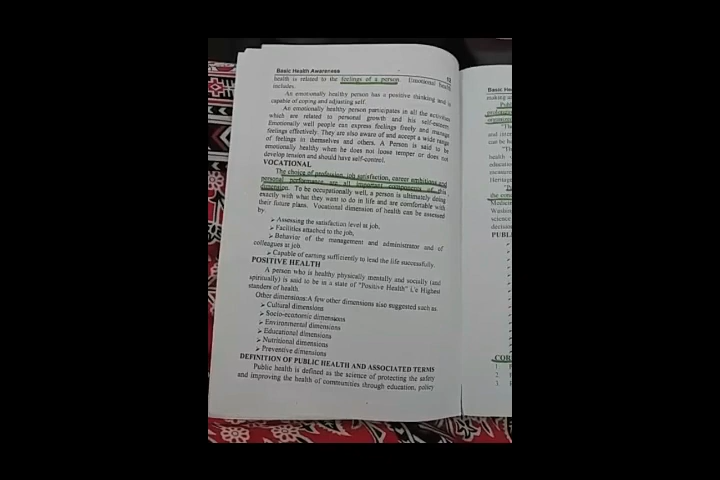 Basic Health Awareness
health is related to the feelings of a person. Emotional health
includes.
An emotionally healthy person has a positive thinking and is
capable of coping and adjusting self.
An emotionally healthy person participates in all the activities
which are related to personal growth and his self-esteem.
Emotionally well people can express feelings freely and manage
feelings effectively. They are also aware of and accept a wide range
of feelings in themselves and others. A Person is said to be
emotionally healthy when he does not loose temper or does not
develop tension and should have self-control.
VOCATIONAL
The choice of profession, job satisfaction, career ambitions and
personal performance are all important components of this
dimension. To be occupationally well, a person is ultimately doing
exactly with what they want to do in life and are comfortable with
their future plans. Vocational dimension of health can be assessed
by
➢ Assessing the satisfaction level at job,
➢ Facilities attached to the job,
➢ Behavior of the management and administrator and of
colleagues at job.
➢ Capable of earning sufficiently to lead the life successfully.
POSITIVE HEALTH
A person who is healthy physically mentally and socially (and
spiritually) is said to be in a state of "Positive Health" i.e Highest
standers of health
Other dimensions: A few other dimensions also suggested such as:
➢ Cultural dimensions
➢ Socio-economic dimensions
➢ Environmental dimensions
➢ Educational dimensions
➢ Nutritional dimensions
➢ Preventive dimensions
DEFINITION OF PUBLIC HEALTH AND ASSOCIATED TERMS
Public health is defined as the science of protecting the safety
and improving the health of communities through education, policy
Basic He
making an
PUBL
COR
1
2
3